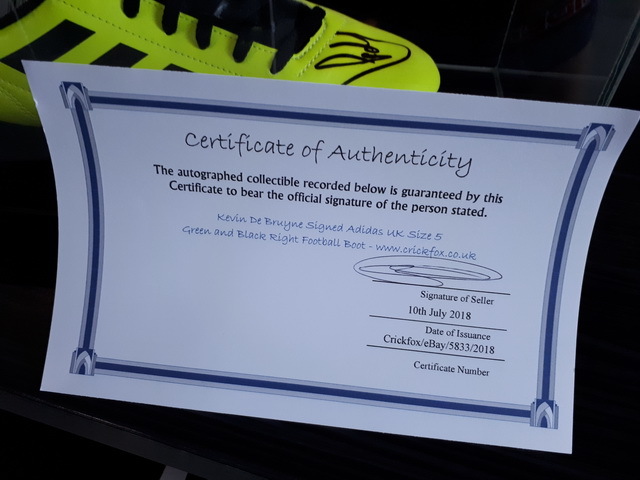 Certificate of Authenticity
The autographed collectible recorded below is guaranteed by this
Certificate to bear the official signature of the person stated.
Kevin De Bruyne Signed Adidas UK Size 5
Green and Black Right Football Boot - www.crickfox.co.uk
Signature of Seller
10th July 2018
Date of Issuance
Crickfox/eBay/5833/2018
Certificate Number